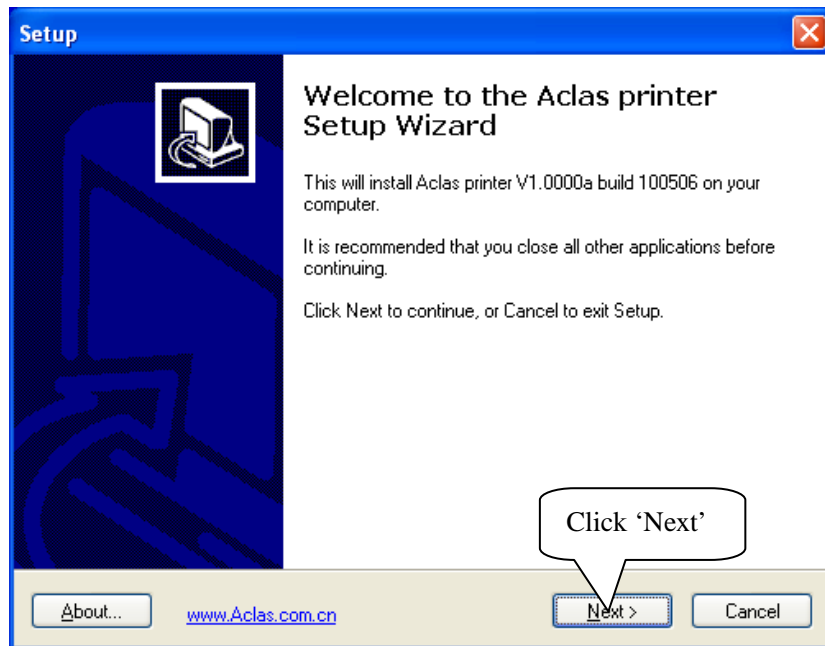 Setup
Welcome to the Aclas printer
Setup Wizard
This will install Aclas printer V1.0000a build 100506 on your
computer.
It is recommended that you close all other applications before
continuing.
Click Next to continue, or Cancel to exit Setup.
Click ‘Next’
About...
www.Aclas.com.cn
Next >
Cancel